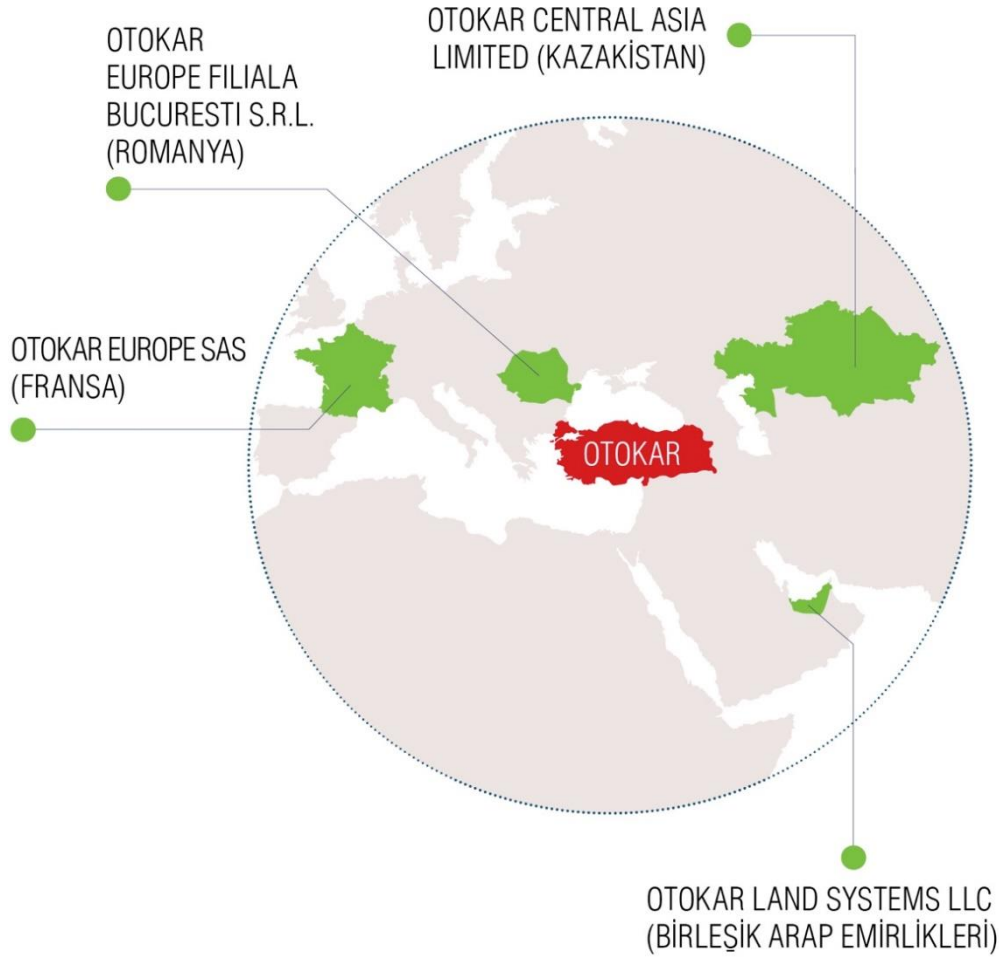 OTOKAR
EUROPE FILIALA
BUCURESTI S.R.L.
(ROMANYA)
OTOKAR CENTRAL ASIA
LIMITED (KAZAKİSTAN)
OTOKAR EUROPE SAS
(FRANSA)
OTOKAR
OTOKAR LAND SYSTEMS LLC
(BİRLEŞİK ARAP EMİRLİKLERİ)